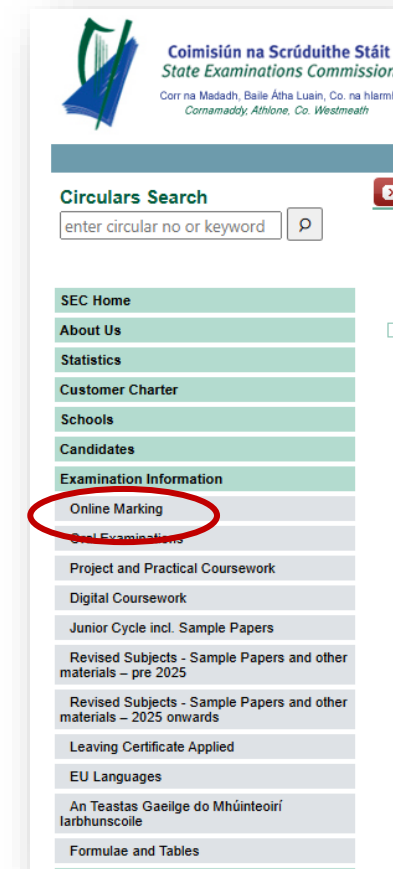 Coimisiún na Scrúduithe Stáit
State Examinations Commission
Corr na Madadh, Baile Átha Luain, Co. na
Cornamaddy, Athlone, Co. Westmeath
Circulars Search
enter circular no or keyword
SEC Home
About Us
Statistics
Customer Charter
Schools
Candidates
Examination Information
Online Marking
Oral Examinations
Project and Practical Coursework
Digital Coursework
Junior Cycle incl. Sample Papers
Revised Subjects - Sample Papers and other
materials – pre 2025
Revised Subjects - Sample Papers and other
materials – 2025 onwards
Leaving Certificate Applied
EU Languages
An Teastas Gaeilge do Mhúinteoirí
Iarbhunscoile
Formulae and Tables